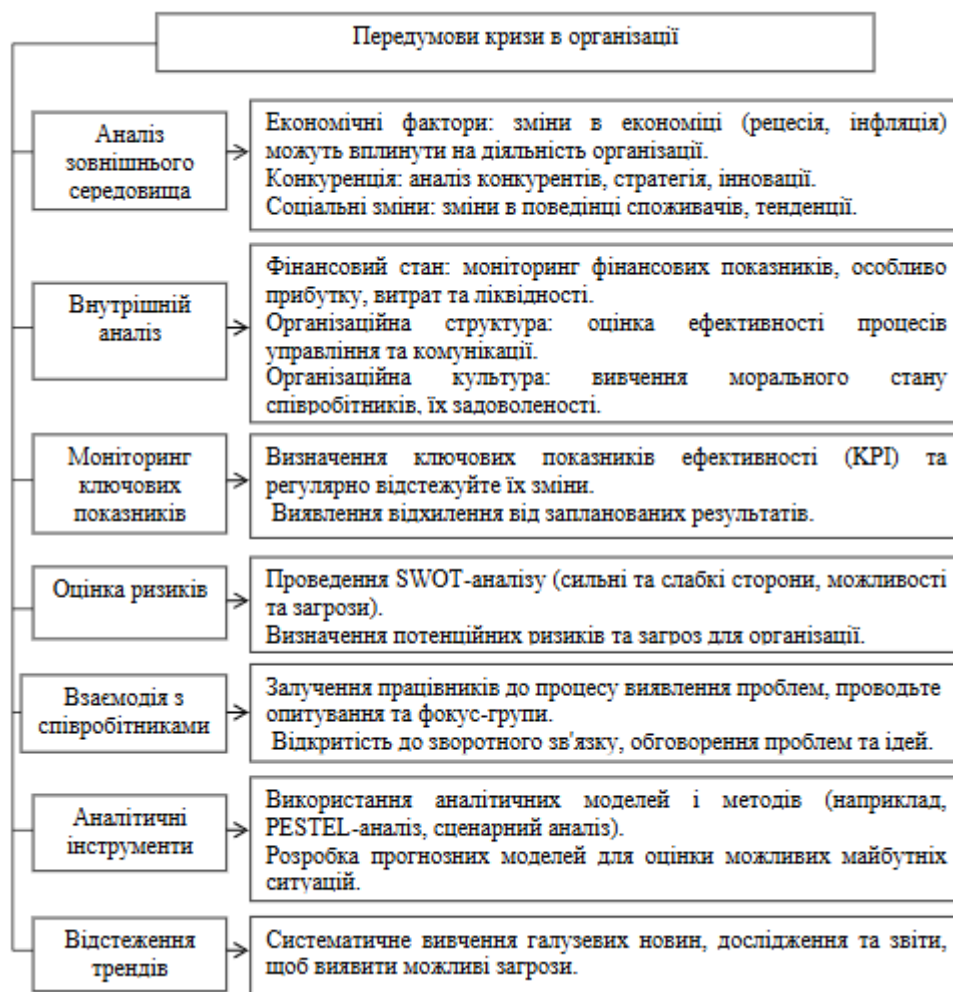 Передумови кризи в організації
Аналіз
зовнішнього
середовища
Економічні фактори: зміни в економіці (рецесія, інфляція)
можуть вплинути на діяльність організації.
Конкуренція: аналіз конкурентів, стратегія, інновації.
Соціальні зміни: зміни в поведінці споживачів, тенденції.
Внутрішній
аналіз
Фінансовий стан: моніторинг фінансових показників, особливо
прибутку, витрат та ліквідності.
Організаційна структура: оцінка ефективності процесів
управління та комунікації.
Організаційна культура: вивчення морального стану
співробітників, їх задоволеності.
Моніторинг
ключових
показників
Визначення ключових показників ефективності (KPI) та
регулярно відстежуйте їх зміни.
Виявлення відхилення від запланованих результатів.
Оцінка ризиків
Проведення SWOT-аналізу (сильні та слабкі сторони, можливості
та загрози).
Визначення потенційних ризиків та загроз для організації.
Взаємодія з
співробітниками
Залучення працівників до процесу виявлення проблем, проводьте
опитування та фокус-групи.
Відкритість до зворотного зв'язку, обговорення проблем та ідей.
Аналітичні
інструменти
Використання аналітичних моделей і методів (наприклад,
PESTEL-аналіз, сценарний аналіз).
Розробка прогнозних моделей для оцінки можливих майбутніх
ситуацій.
Відстеження
трендів
Систематичне вивчення галузевих новин, дослідження та звіти,
щоб виявити можливі загрози.